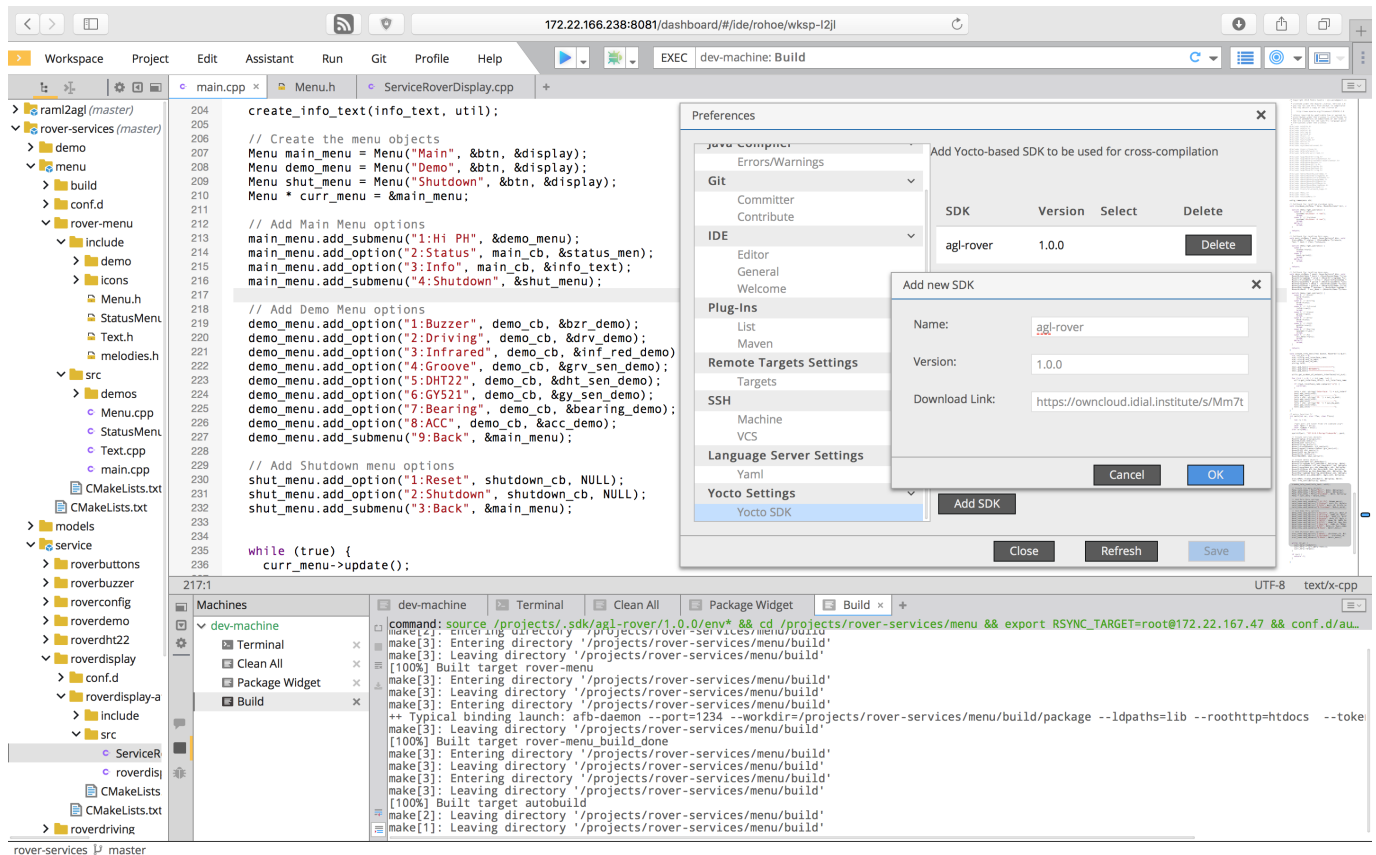 172.22.166.238:8081/dashboard/#/ide/rohoe/wksp-l2jl
Workspace Project Edit Assistant Run Git Profile Help EXEC dev-machine: Build
main.cpp × Menu.h ServiceRoverDisplay.cpp +
raml2agl (master)
rover-services (master)
demo
menu
build
conf.d
rover-menu
include
demo
icons
Menu.h
StatusMenu
Text.h
melodies.h
src
demos
Menu.cpp
StatusMenu
Text.cpp
main.cpp
CMakeLists.txt
CMakeLists.txt
models
service
roverbuttons
roverbuzzer
roverconfig
roverdemo
roverdht22
roverdisplay
conf.d
roverdisplay-a
include
src
ServiceR
roverdisp
CMakeLists
CMakeLists.txt
roverdriving
204 create_info_text(info_text, util);
205
206 // Create the menu objects
207 Menu main_menu = Menu("Main", &btn, &display);
208 Menu demo_menu = Menu("Demo", &btn, &display);
209 Menu shut_menu = Menu("Shutdown", &btn, &display);
210 Menu * curr_menu = &main_menu;
211
212 // Add Main Menu options
213 main_menu.add_submenu("1:Hi PH", &demo_menu);
214 main_menu.add_option("2:Status", main_cb, &status_men);
215 main_menu.add_option("3:Info", main_cb, &info_text);
216 main_menu.add_submenu("4:Shutdown", &shut_menu);
217
218 // Add Demo Menu options
219 demo_menu.add_option("1:Buzzer", demo_cb, &bzr_demo);
220 demo_menu.add_option("2:Driving", demo_cb, &drv_demo);
221 demo_menu.add_option("3:Infrared", demo_cb, &inf_red_demo)
222 demo_menu.add_option("4:Groove", demo_cb, &grv_sen_demo);
223 demo_menu.add_option("5:DHT22", demo_cb, &dht_sen_demo);
224 demo_menu.add_option("6:GY521", demo_cb, &gy_sen_demo);
225 demo_menu.add_option("7:Bearing", demo_cb, &bearing_demo);
226 demo_menu.add_option("8:ACC", demo_cb, &acc_demo);
227 demo_menu.add_submenu("9:Back", &main_menu);
228
229 // Add Shutdown menu options
230 shut_menu.add_option("1:Reset", shutdown_cb, NULL);
231 shut_menu.add_option("2:Shutdown", shutdown_cb, NULL);
232 shut_menu.add_submenu("3:Back", &main_menu);
233
234
235 while (true) {
236 curr_menu->update();
217:1 UTF-8 text/x-cpp
Preferences
Java Compiler
Errors/Warnings
Git
Committer
Contribute
IDE
Editor
General
Welcome
Plug-Ins
List
Maven
Remote Targets Settings
Targets
SSH
Machine
VCS
Language Server Settings
Yaml
Yocto Settings
Yocto SDK
Add Yocto-based SDK to be used for cross-compilation
SDK Version Select Delete
agl-rover 1.0.0 Delete
Add new SDK
Name: agl-rover
Version: 1.0.0
Download Link: https://owncloud.idial.institute/s/Mm7t
Cancel OK
Add SDK
Close Refresh Save
Machines
dev-machine
Terminal
Clean All
Package Widget
Build
dev-machine Terminal Clean All Package Widget Build × +
command: source /projects/.sdk/agl-rover/1.0.0/env* && cd /projects/rover-services/menu && export RSYNC_TARGET=root@172.22.167.47 && conf.d/au...
make[2]: Entering directory '/projects/rover-services/menu/build'
make[3]: Entering directory '/projects/rover-services/menu/build'
make[3]: Leaving directory '/projects/rover-services/menu/build'
[100%] Built target rover-menu
make[3]: Entering directory '/projects/rover-services/menu/build'
make[3]: Leaving directory '/projects/rover-services/menu/build'
make[3]: Entering directory '/projects/rover-services/menu/build'
++ Typical binding launch: afb-daemon --port=1234 --workdir=/projects/rover-services/menu/build/package --ldpaths=lib --roothttp=htdocs --toke
make[3]: Leaving directory '/projects/rover-services/menu/build'
[100%] Built target rover-menu_build_done
make[3]: Entering directory '/projects/rover-services/menu/build'
make[3]: Leaving directory '/projects/rover-services/menu/build'
make[3]: Entering directory '/projects/rover-services/menu/build'
make[3]: Leaving directory '/projects/rover-services/menu/build'
[100%] Built target autobuild
make[2]: Leaving directory '/projects/rover-services/menu/build'
make[1]: Leaving directory '/projects/rover-services/menu/build'
rover-services master